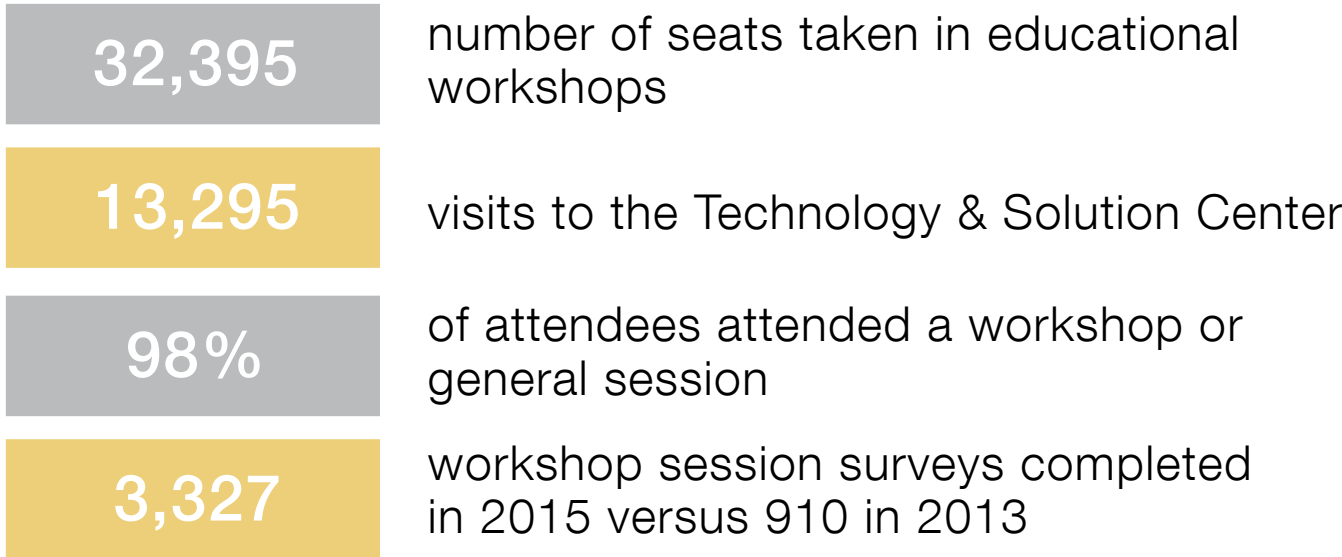 32,395
number of seats taken in educational
workshops
13,295
visits to the Technology & Solution Center
98%
of attendees attended a workshop or
general session
3,327
workshop session surveys completed
in 2015 versus 910 in 2013